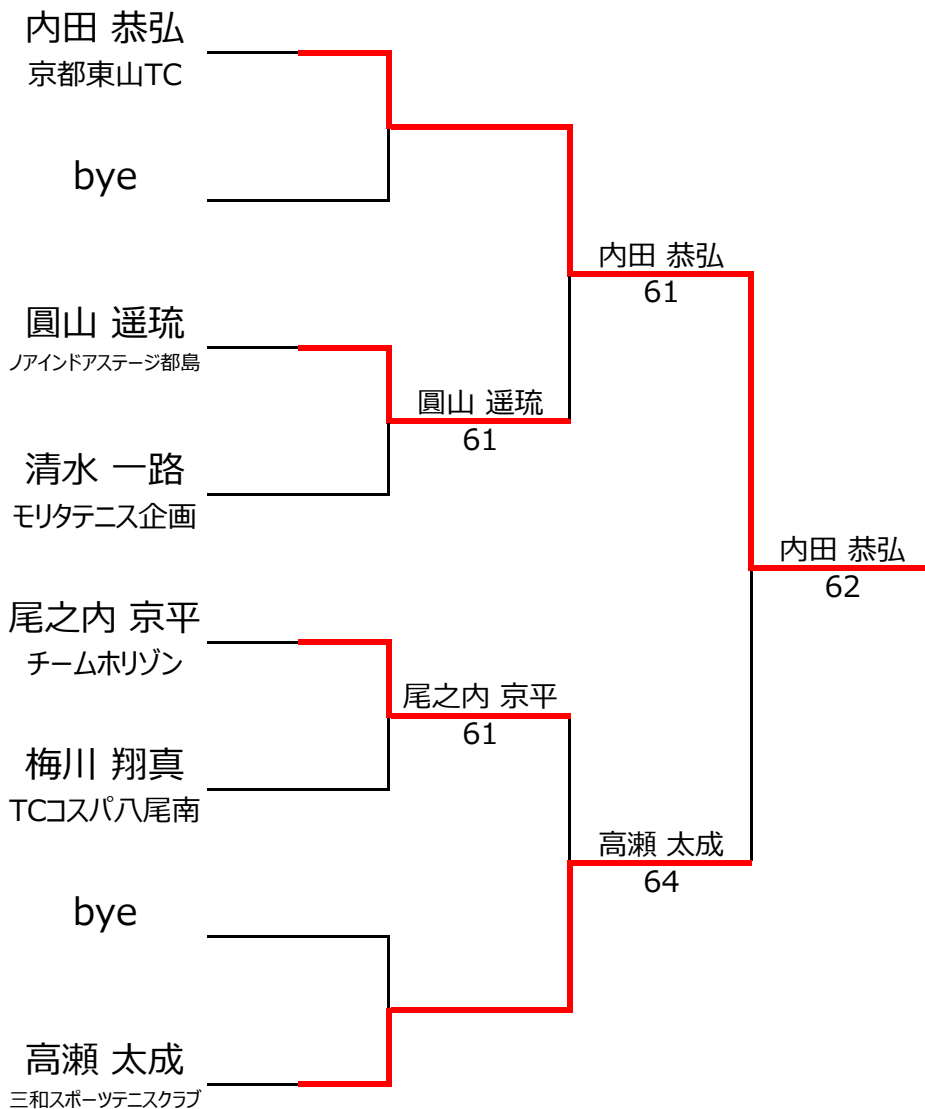 内田 恭弘
京都東山TC
bye
圓山 遥琉
ノアインドアステージ都島
清水 一路
モリタテニス企画
尾之内 京平
チームホリゾン
梅川 翔真
TCコスパ八尾南
bye
高瀬 太成
三和スポーツテニスクラブ
圓山 遥琉
61
尾之内 京平
61
内田 恭弘
61
高瀬 太成
64
内田 恭弘
62